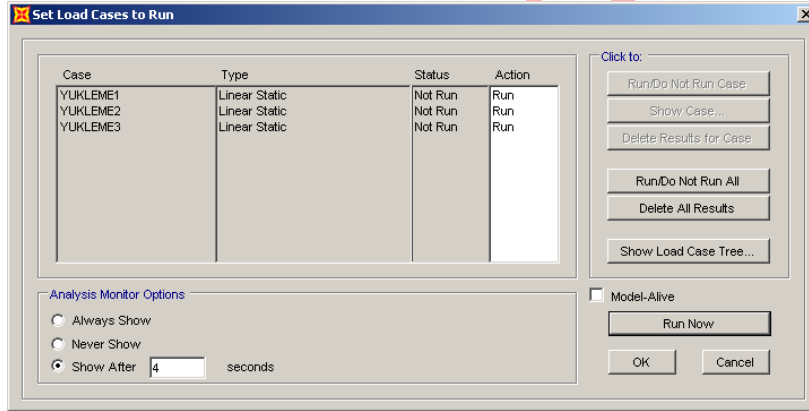 Set Load Cases to Run
Case Type Status Action
YUKLEME1 Linear Static Not Run Run
YUKLEME2 Linear Static Not Run Run
YUKLEME3 Linear Static Not Run Run
Click to:
Run/Do Not Run Case
Show Case...
Delete Results for Case
Run/Do Not Run All
Delete All Results
Show Load Case Tree...
Analysis Monitor Options
Always Show
Never Show
Show After 4 seconds
Model-Alive
Run Now
OK Cancel